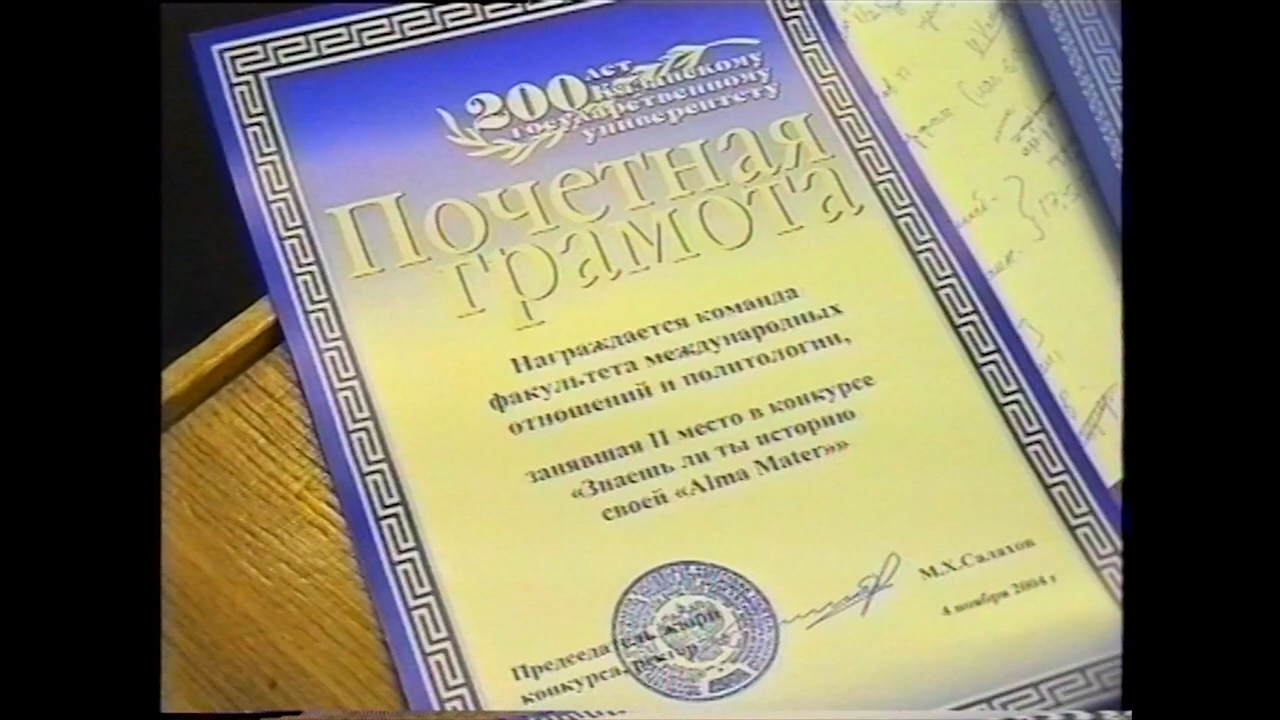 200 лет Казанскому
государственному
университету
Почетная
грамота
Награждается команда
факультета международных
отношений и политологии,
занявшая II место в конкурсе
«Знаешь ли ты историю
своей «Alma Mater»»
М.Х.Салахов
4 ноября 2004 г
Председатель жюри
конкурса, ректор